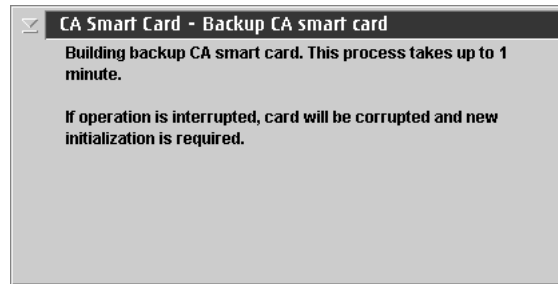 CA Smart Card - Backup CA smart card
Building backup CA smart card. This process takes up to 1
minute.
If operation is interrupted, card will be corrupted and new
initialization is required.